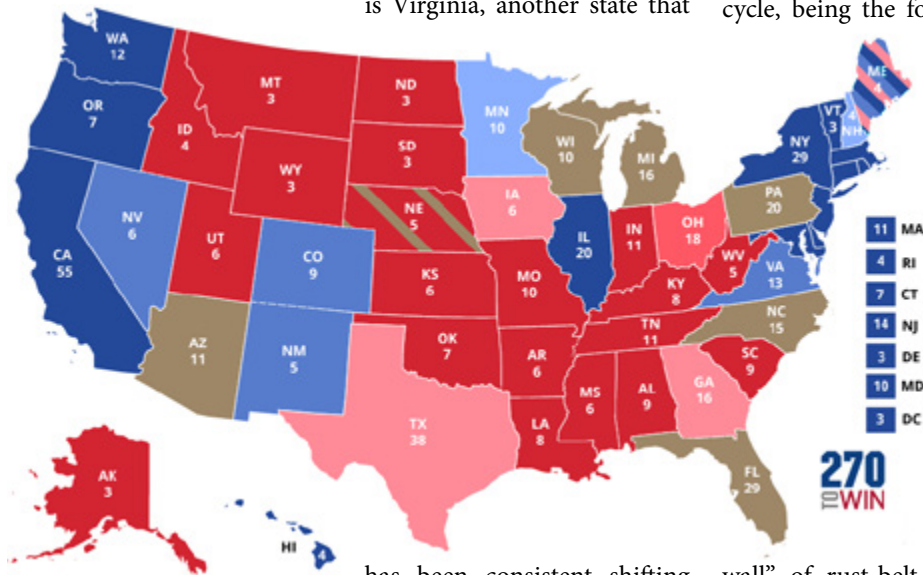 is Virginia, another state that
cycle, being the fo
WA
12
OR
7
CA
55
NV
6
ID
4
MT
3
WY
3
UT
6
AZ
11
CO
9
NM
5
ND
3
SD
3
NE
5
KS
6
OK
7
TX
38
MN
10
IA
6
MO
10
AR
6
LA
8
WI
10
IL
20
MI
16
IN
11
OH
18
KY
8
TN
11
MS
6
AL
9
GA
16
FL
29
SC
9
NC
15
VA
13
WV
5
PA
20
NY
29
VT
3
4
NH
ME
4
AK
3
HI
4
11 MA
4 RI
7 CT
14 NJ
3 DE
10 MD
3 DC
270
TO WIN
has been consistent shifting
wall” of rust-belt